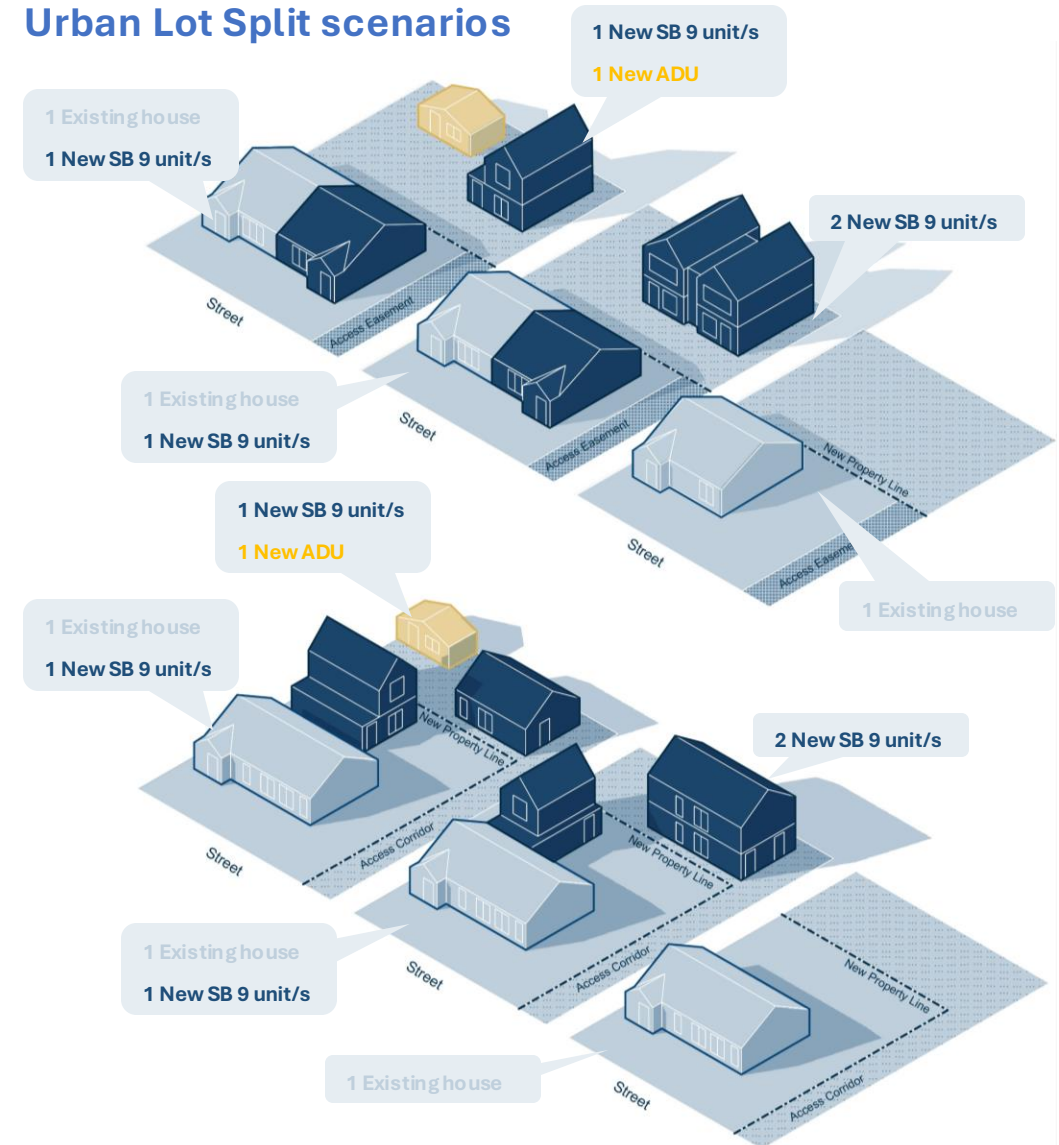 Urban Lot Split scenarios
1 New SB 9 unit/s
1 New ADU
1 Existing house
1 New SB 9 unit/s
2 New SB 9 unit/s
Street
Access Easement
1 Existing house
1 New SB 9 unit/s
Street
Access Easement
New Property Line
1 New SB 9 unit/s
1 New ADU
Street
Access Easeme
1 Existing house
1 Existing house
1 New SB 9 unit/s
New Property Line
2 New SB 9 unit/s
Street
Access Corridor
New Property Line
1 Existing house
1 New SB 9 unit/s
Street
Access Corridor
New Property Line
1 Existing house
Street
Access Corridor